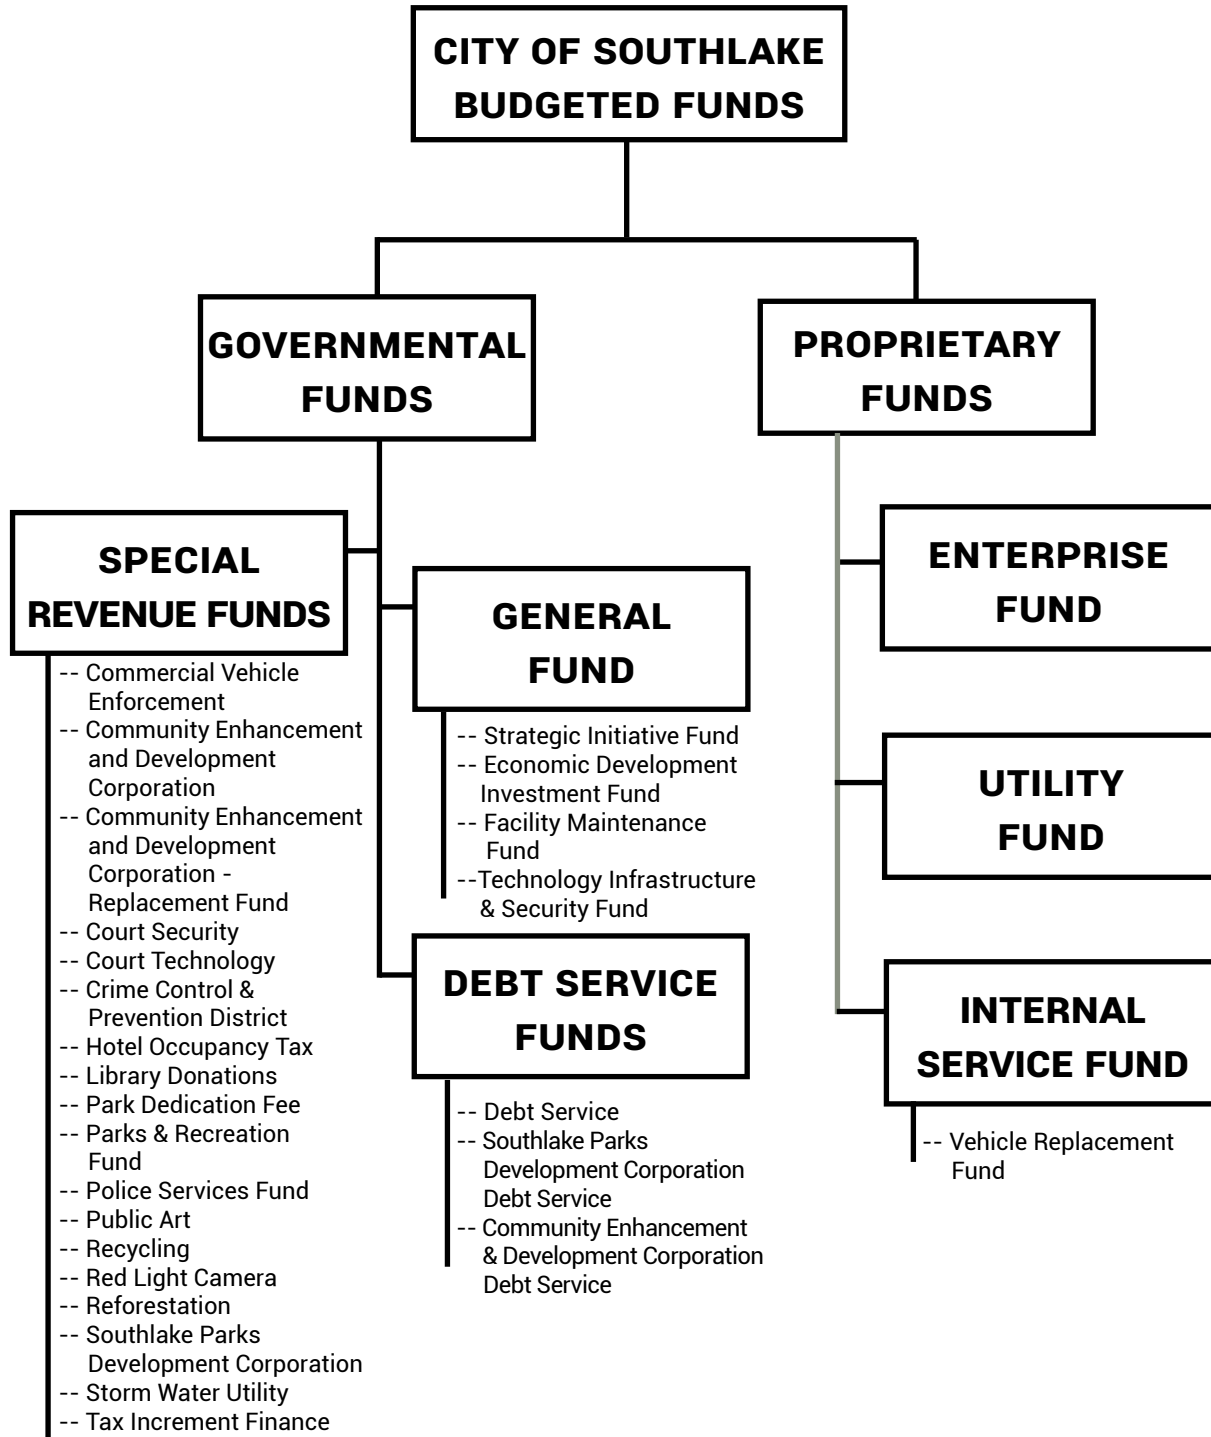 CITY OF SOUTHLAKE
BUDGETED FUNDS
GOVERNMENTAL
FUNDS
PROPRIETARY
FUNDS
SPECIAL
REVENUE FUNDS
-- Commercial Vehicle
Enforcement
-- Community Enhancement
and Development
Corporation
-- Community Enhancement
and Development
Corporation -
Replacement Fund
-- Court Security
-- Court Technology
-- Crime Control &
Prevention District
-- Hotel Occupancy Tax
-- Library Donations
-- Park Dedication Fee
-- Parks & Recreation
Fund
-- Police Services Fund
-- Public Art
-- Recycling
-- Red Light Camera
-- Reforestation
-- Southlake Parks
Development Corporation
-- Storm Water Utility
-- Tax Increment Finance
GENERAL
FUND
-- Strategic Initiative Fund
-- Economic Development
Investment Fund
-- Facility Maintenance
Fund
--Technology Infrastructure
& Security Fund
DEBT SERVICE
FUNDS
-- Debt Service
-- Southlake Parks
Development Corporation
Debt Service
-- Community Enhancement
& Development Corporation
Debt Service
ENTERPRISE
FUND
UTILITY
FUND
INTERNAL
SERVICE FUND
-- Vehicle Replacement
Fund